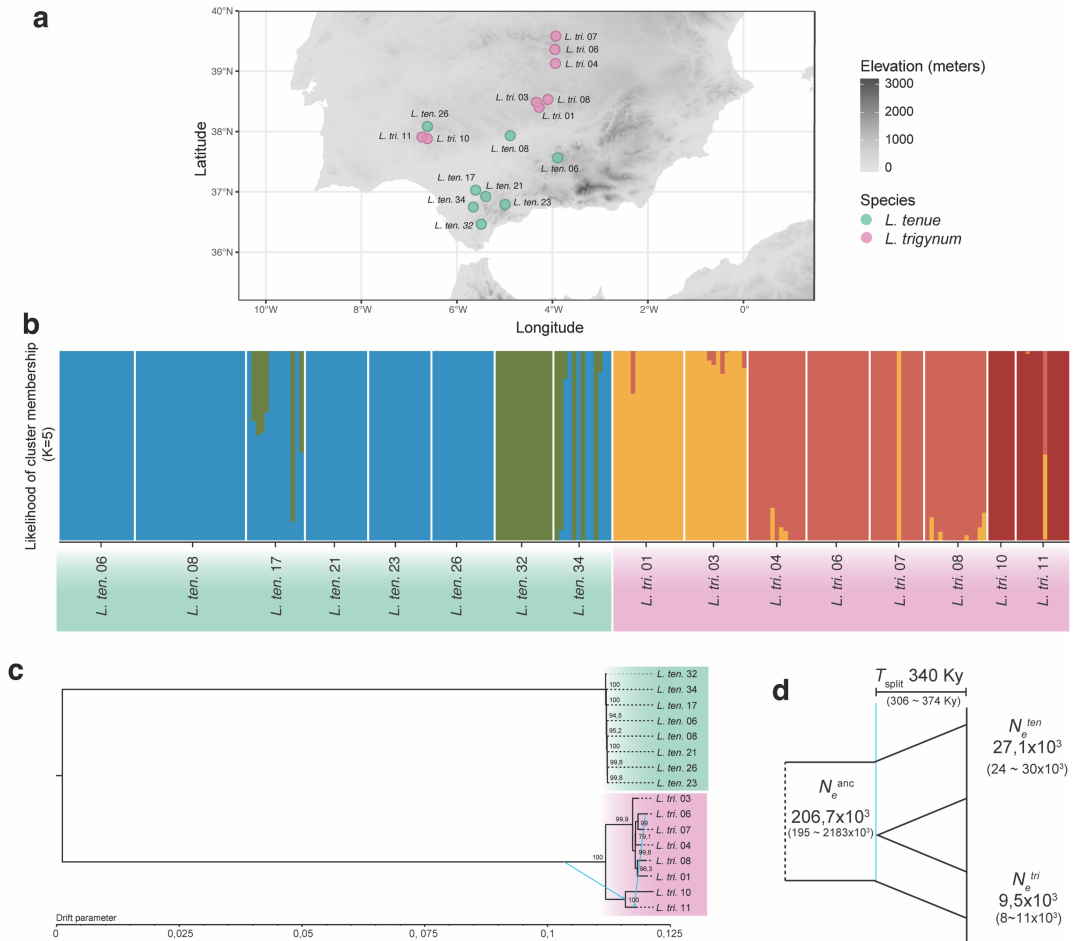 a
40°N
39°N
38°N
37°N
36°N
Latitude
10°W
8°W
6°W
4°W
2°W
0°
Longitude
L. tri. 07
L. tri. 06
L. tri. 04
L. tri. 03
L. tri. 08
L. tri. 01
L. ten. 26
L. tri. 11
L. tri. 10
L. ten. 08
L. ten. 06
L. ten. 17
L. ten. 21
L. ten. 34
L. ten. 23
L. ten. 32
Elevation (meters)
3000
2000
1000
0
Species
L. tenue
L. trigynum
b
Likelihood of cluster membership
(K=5)
L. ten. 06
L. ten. 08
L. ten. 17
L. ten. 21
L. ten. 23
L. ten. 26
L. ten. 32
L. ten. 34
L. tri. 01
L. tri. 03
L. tri. 04
L. tri. 06
L. tri. 07
L. tri. 08
L. tri. 10
L. tri. 11
c
L. ten. 32
100
L. ten. 34
100
L. ten. 17
94,5
L. ten. 06
95,2
L. ten. 08
100
L. ten. 21
99,8
L. ten. 26
99,8
L. ten. 23
L. tri. 03
L. tri. 06
99,9
99
L. tri. 07
79,1
L. tri. 04
99,8
100
L. tri. 08
96,3
L. tri. 01
L. tri. 10
100
L. tri. 11
Drift parameter
0
0,025
0,05
0, 075
0,1
0,125
d
Tsplit 340 Ky
(306 ~ 374 Ky)
Ne ten
27,1x10³
(24 ~ 30x10³)
Ne anc
206,7x10³
(195 ~ 2183x10³)
Ne tri
9,5x10³
(8~11x10³)